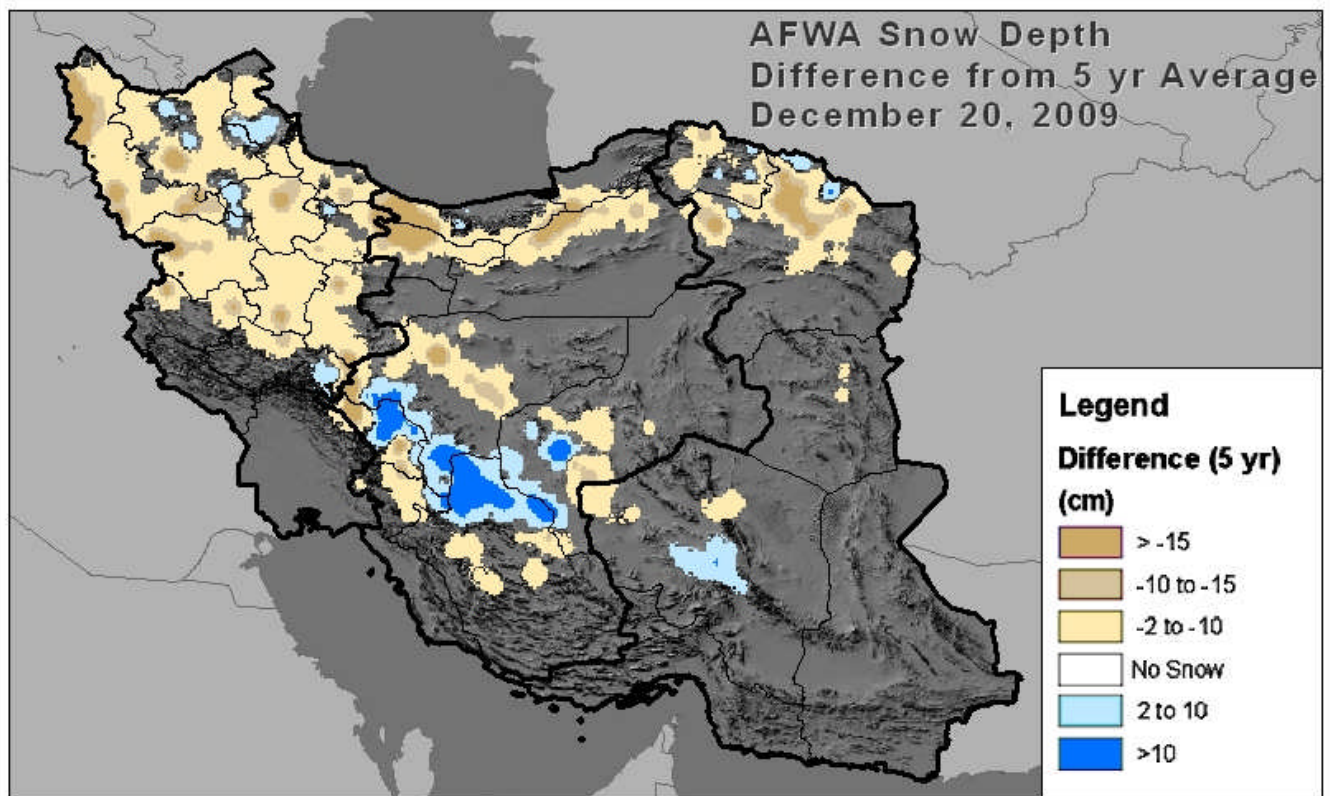 AFWA Snow Depth
Difference from 5 yr Average
December 20, 2009
Legend
Difference (5 yr)
(cm)
> -15
-10 to -15
-2 to -10
No Snow
2 to 10
>10